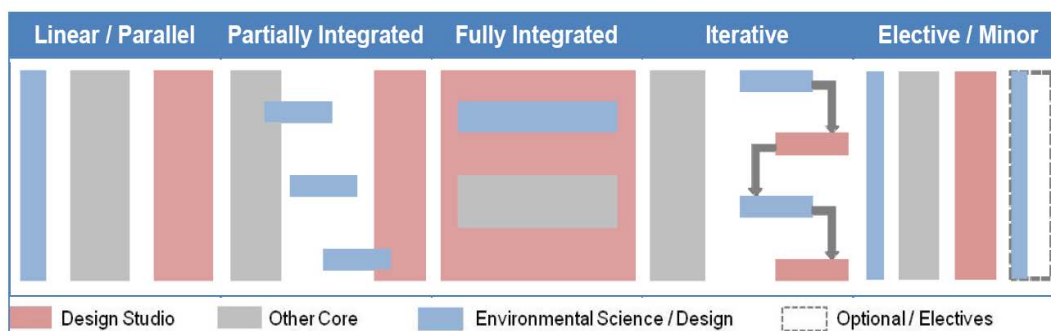 Linear / Parallel
Partially Integrated
Fully Integrated
Iterative
Elective / Minor
Design Studio
Other Core
Environmental Science / Design
Optional / Electives